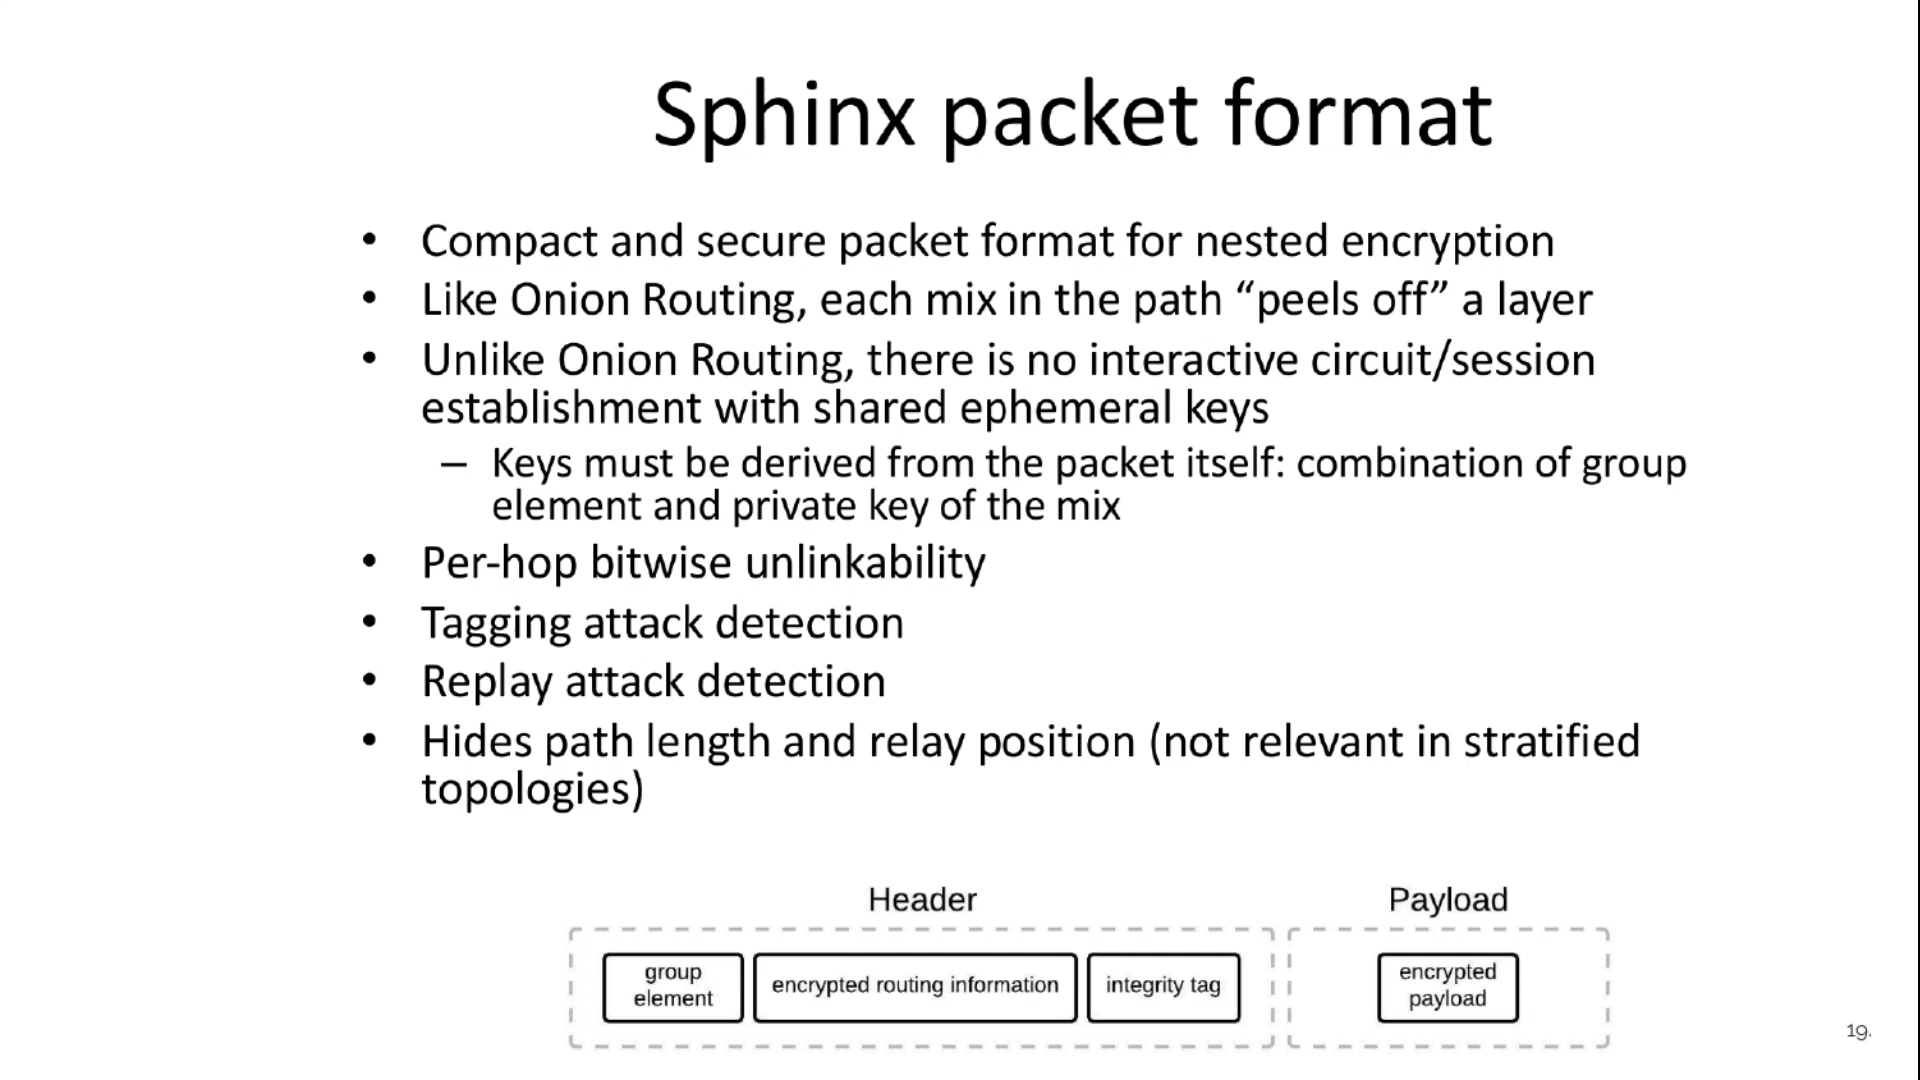 Sphinx packet format
• Compact and secure packet format for nested encryption
• Like Onion Routing, each mix in the path “peels off” a layer
• Unlike Onion Routing, there is no interactive circuit/session
establishment with shared ephemeral keys
– Keys must be derived from the packet itself: combination of group
element and private key of the mix
• Per-hop bitwise unlinkability
• Tagging attack detection
• Replay attack detection
• Hides path length and relay position (not relevant in stratified
topologies)
Header
group
element
encrypted routing information
integrity tag
Payload
encrypted
payload
19.